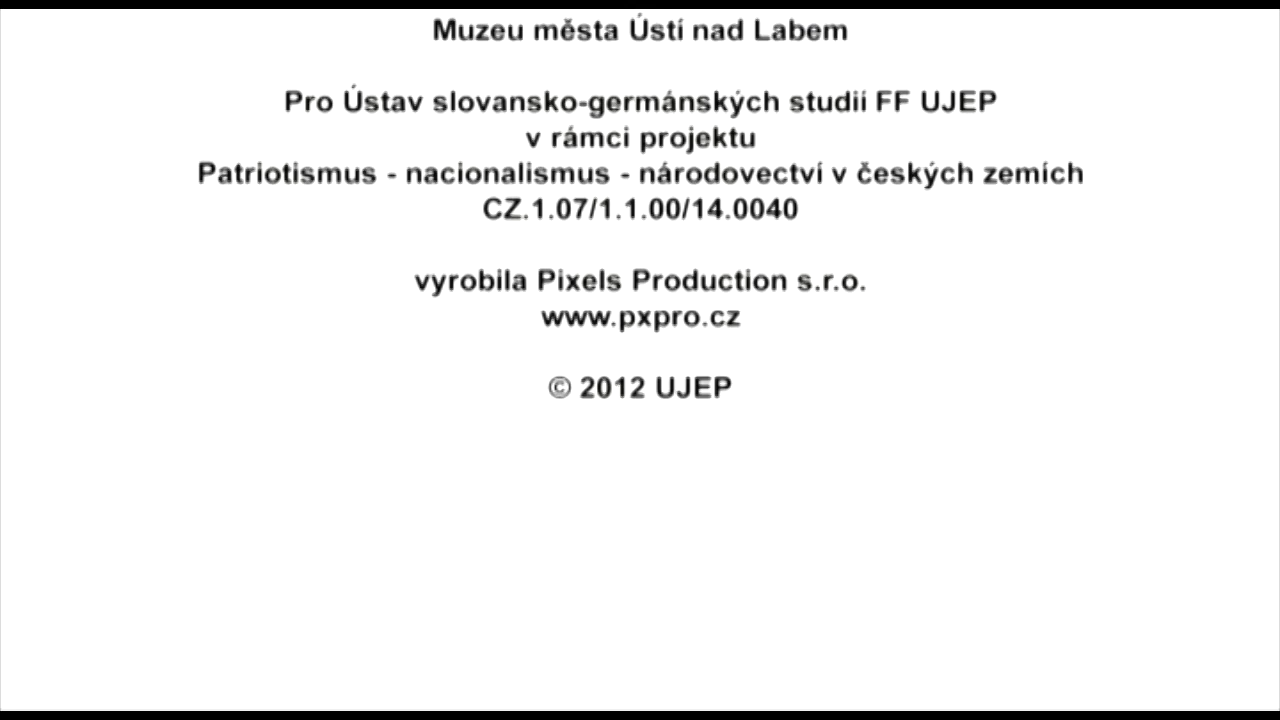 Muzeu města Ústí nad Labem
Pro Ústav slovansko-germánských studií FF UJEP
v rámci projektu
Patriotismus - nacionalismus - národovectví v českých zemích
CZ.1.07/1.1.00/14.0040
vyrobila Pixels Production s.r.o.
www.pxpro.cz
© 2012 UJEP